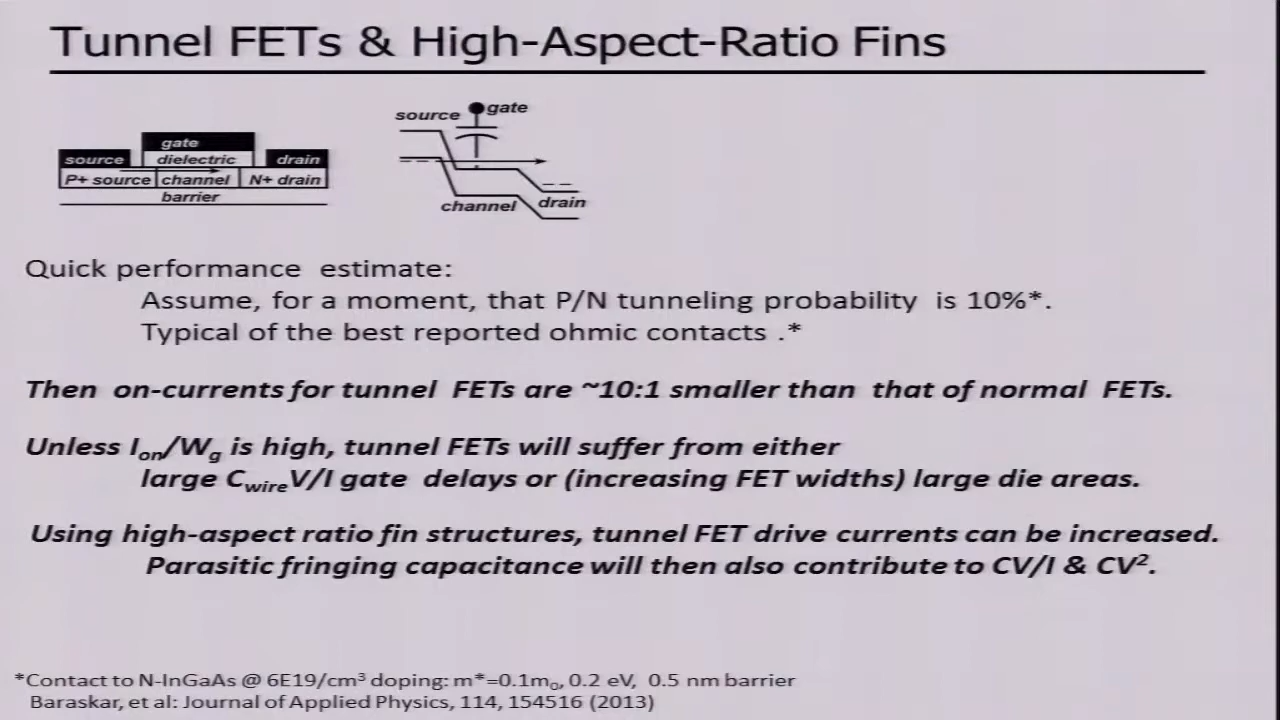 Tunnel FETs & High-Aspect-Ratio Fins
gate
source dielectric drain
P+ source channel N+ drain
barrier
source gate
channel drain
Quick performance estimate:
Assume, for a moment, that P/N tunneling probability is 10%*.
Typical of the best reported ohmic contacts .*
Then on-currents for tunnel FETs are ~10:1 smaller than that of normal FETs.
Unless Ion/Wg is high, tunnel FETs will suffer from either
large CwireV/I gate delays or (increasing FET widths) large die areas.
Using high-aspect ratio fin structures, tunnel FET drive currents can be increased.
Parasitic fringing capacitance will then also contribute to CV/I & CV².
*Contact to N-InGaAs @ 6E19/cm³ doping: m*=0.1m₀, 0.2 eV, 0.5 nm barrier
Baraskar, et al: Journal of Applied Physics, 114, 154516 (2013)